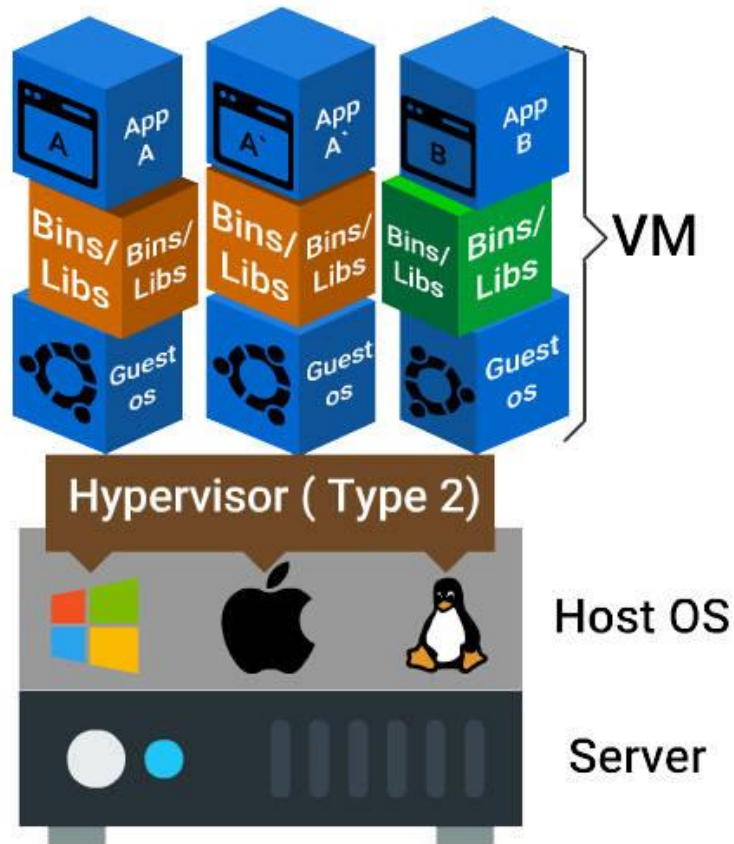 A
App
A
A`
App
A`
B
App
B
Bins/
Libs
Bins/
Libs
Bins/
Libs
Bins/
Libs
Bins/
Libs
Bins/
Libs
VM
Guest
os
Guest
os
Guest
os
Hypervisor ( Type 2)
Host OS
Server